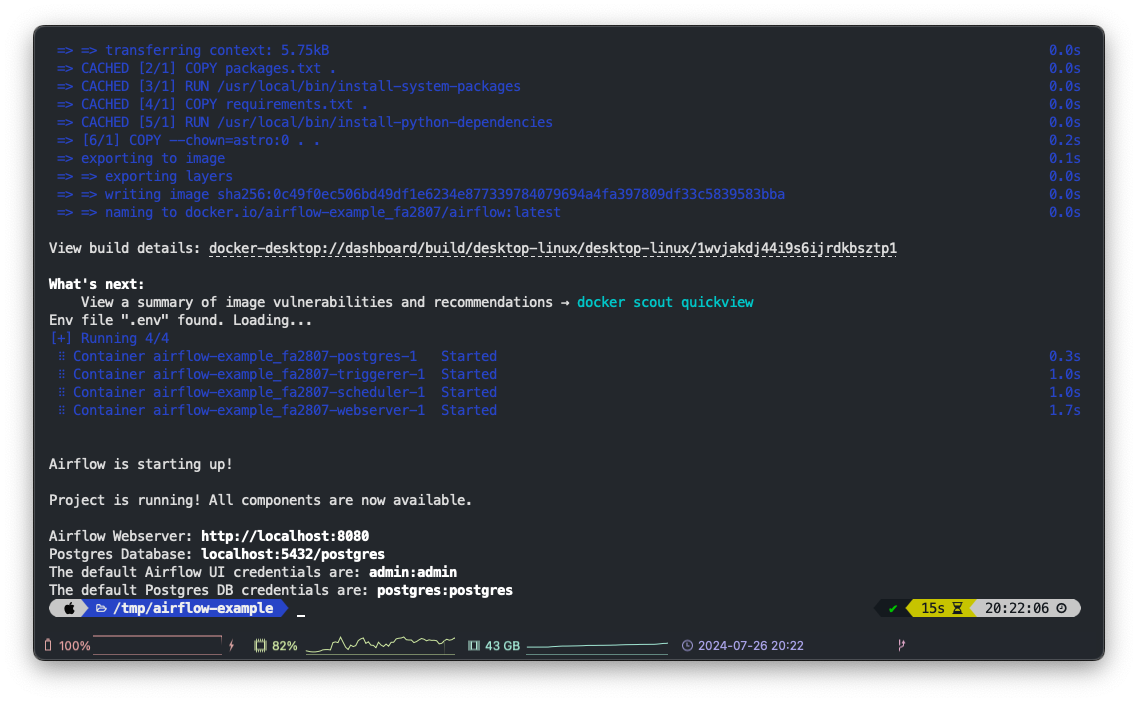 => => transferring context: 5.75kB 0.0s
=> CACHED [2/1] COPY packages.txt . 0.0s
=> CACHED [3/1] RUN /usr/local/bin/install-system-packages 0.0s
=> CACHED [4/1] COPY requirements.txt . 0.0s
=> CACHED [5/1] RUN /usr/local/bin/install-python-dependencies 0.0s
=> [6/1] COPY --chown=astro:0 . . 0.2s
=> exporting to image 0.1s
=> => exporting layers 0.0s
=> => writing image sha256:0c49f0ec506bd49df1e6234e877339784079694a4fa397809df33c5839583bba 0.0s
=> => naming to docker.io/airflow-example_fa2807/airflow:latest 0.0s
View build details: docker-desktop://dashboard/build/desktop-linux/desktop-linux/1wvjakdj44i9s6ijrdkbsztp1
What's next:
View a summary of image vulnerabilities and recommendations → docker scout quickview
Env file ".env" found. Loading...
[+] Running 4/4
⠿ Container airflow-example_fa2807-postgres-1 Started 0.3s
⠿ Container airflow-example_fa2807-triggerer-1 Started 1.0s
⠿ Container airflow-example_fa2807-scheduler-1 Started 1.0s
⠿ Container airflow-example_fa2807-webserver-1 Started 1.7s
Airflow is starting up!
Project is running! All components are now available.
Airflow Webserver: http://localhost:8080
Postgres Database: localhost:5432/postgres
The default Airflow UI credentials are: admin:admin
The default Postgres DB credentials are: postgres:postgres
/tmp/airflow-example _ ✔ 15s 20:22:06
100% 82% 43 GB 2024-07-26 20:22